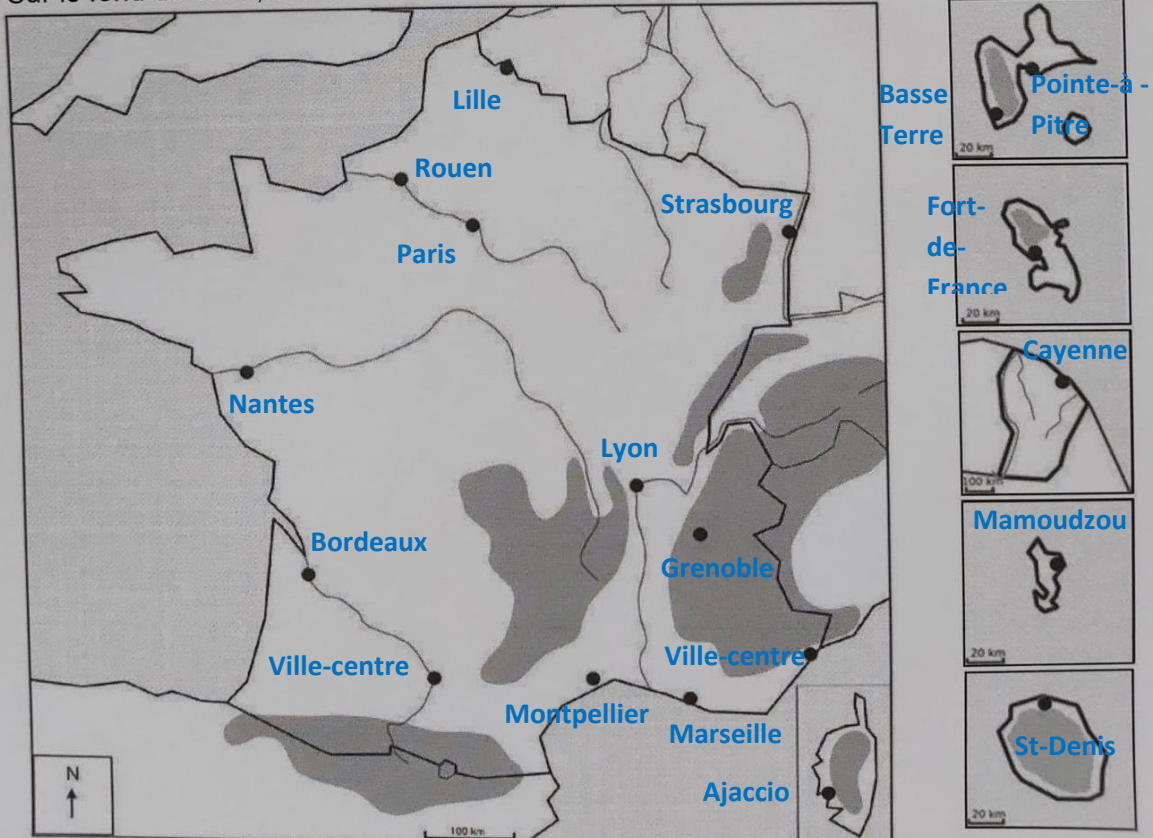 Lille
Rouen
Paris
Strasbourg
Nantes
Lyon
Bordeaux
Grenoble
Ville-centre
Ville-centre
Montpellier
Marseille
Ajaccio
N
100 km
Basse
Terre
Pointe-à -
Pitre
20 km
Fort-
de-
France
20 km
Cayenne
100 km
Mamoudzou
20 km
St-Denis
20 km